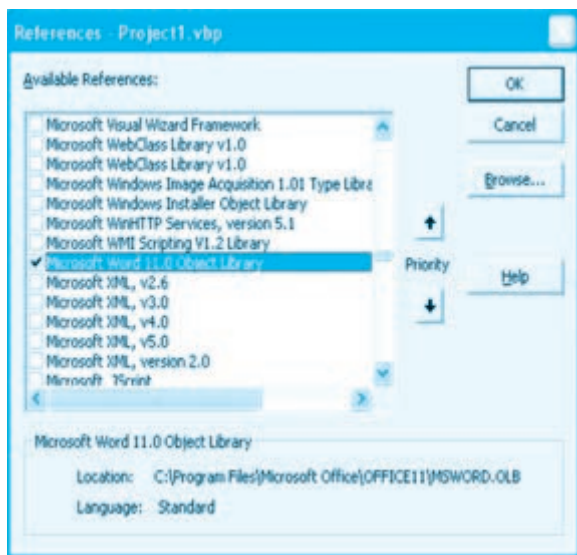 References - Project1.vbp
Available References:
Microsoft Visual Wizard Framework
Microsoft WebClass Library v1.0
Microsoft WebClass Library v1.0
Microsoft Windows Image Acquisition 1.01 Type Libra
Microsoft Windows Installer Object Library
Microsoft WinHTTP Services, version 5.1
Microsoft WMI Scripting V1.2 Library
Microsoft Word 11.0 Object Library
Microsoft XML, v2.6
Microsoft XML, v3.0
Microsoft XML, v4.0
Microsoft XML, v5.0
Microsoft XML, version 2.0
Microsoft. JScript
OK
Cancel
Browse...
Priority
Help
Microsoft Word 11.0 Object Library
Location: C:\Program Files\Microsoft Office\OFFICE11\MSWORD.OLB
Language: Standard